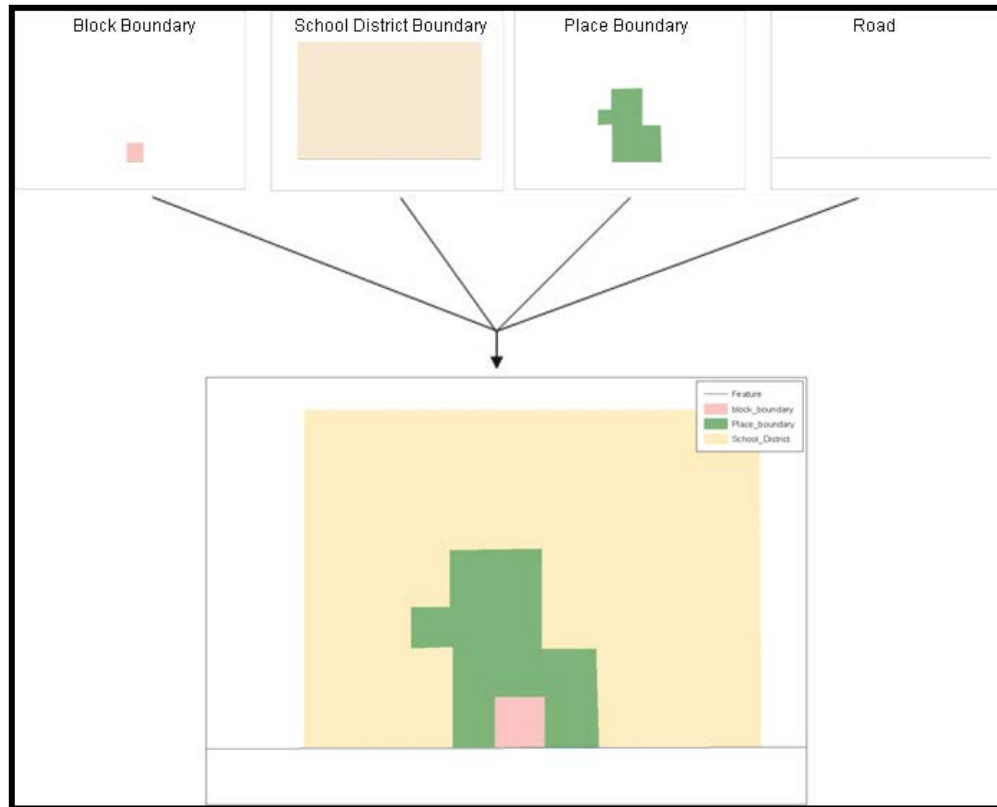 Block Boundary
School District Boundary
Place Boundary
Road
Feature
block_boundary
Place_boundary
School_District